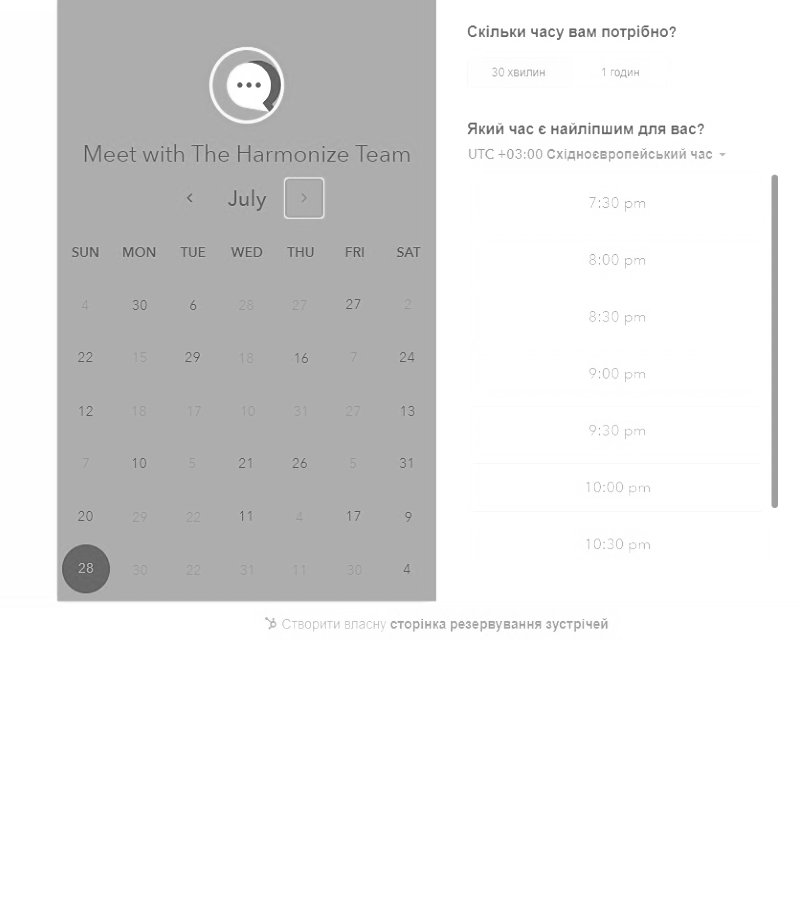 Meet with The Harmonize Team
July
SUN MON TUE WED THU FRI SAT
4 30 6 28 27 27 2
22 15 29 18 16 7 24
12 18 17 10 31 27 13
7 10 5 21 26 5 31
20 29 22 11 4 17 9
28 30 22 31 11 30 4
Скільки часу вам потрібно?
30 хвилин 1 годин
Який час є найліпшим для вас?
UTC +03:00 Східноєвропейський час
7:30 pm
8:00 pm
8:30 pm
9:00 pm
9:30 pm
10:00 pm
10:30 pm
Створити власну сторінка резервування зустрічей